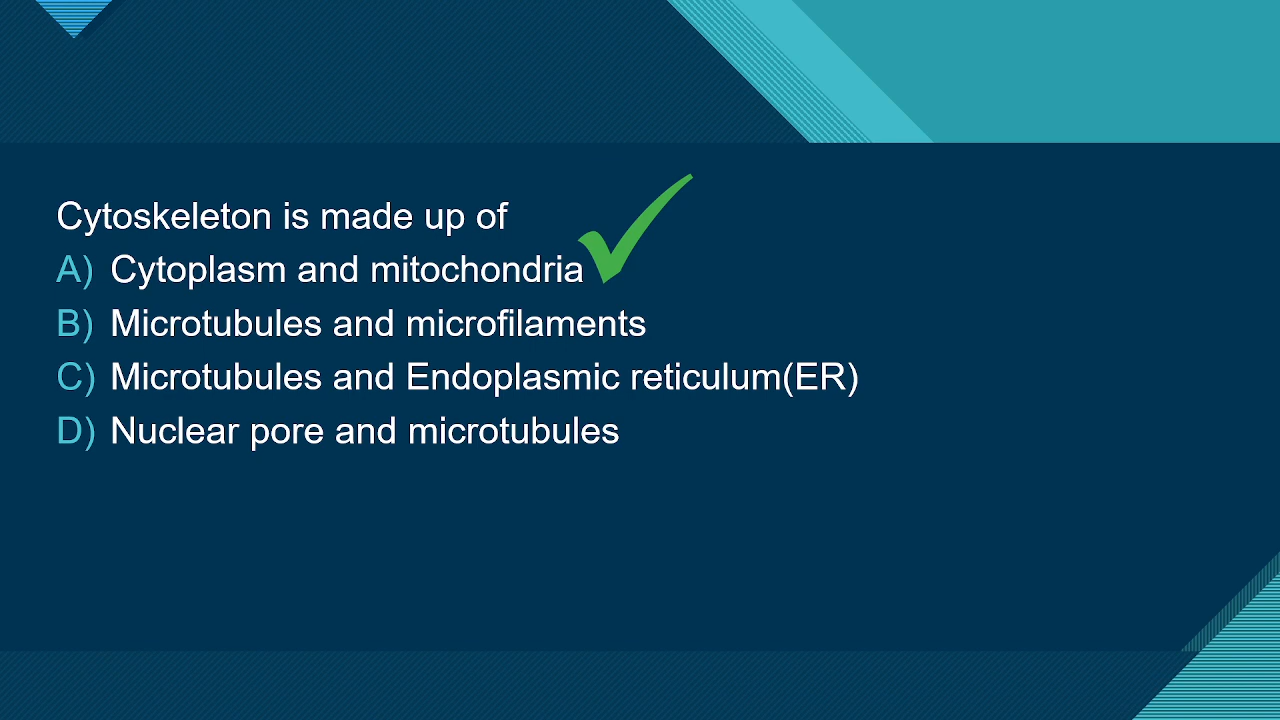 Cytoskeleton is made up of
A) Cytoplasm and mitochondria
B) Microtubules and microfilaments
C) Microtubules and Endoplasmic reticulum(ER)
D) Nuclear pore and microtubules